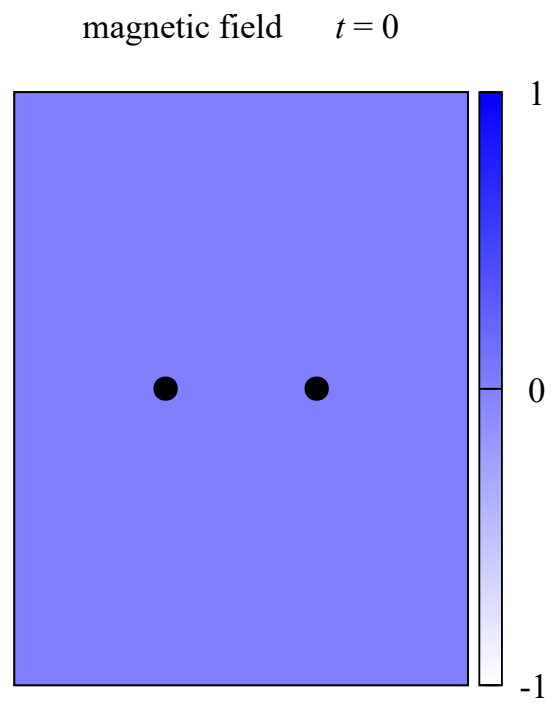 magnetic field t = 0
1
0
-1